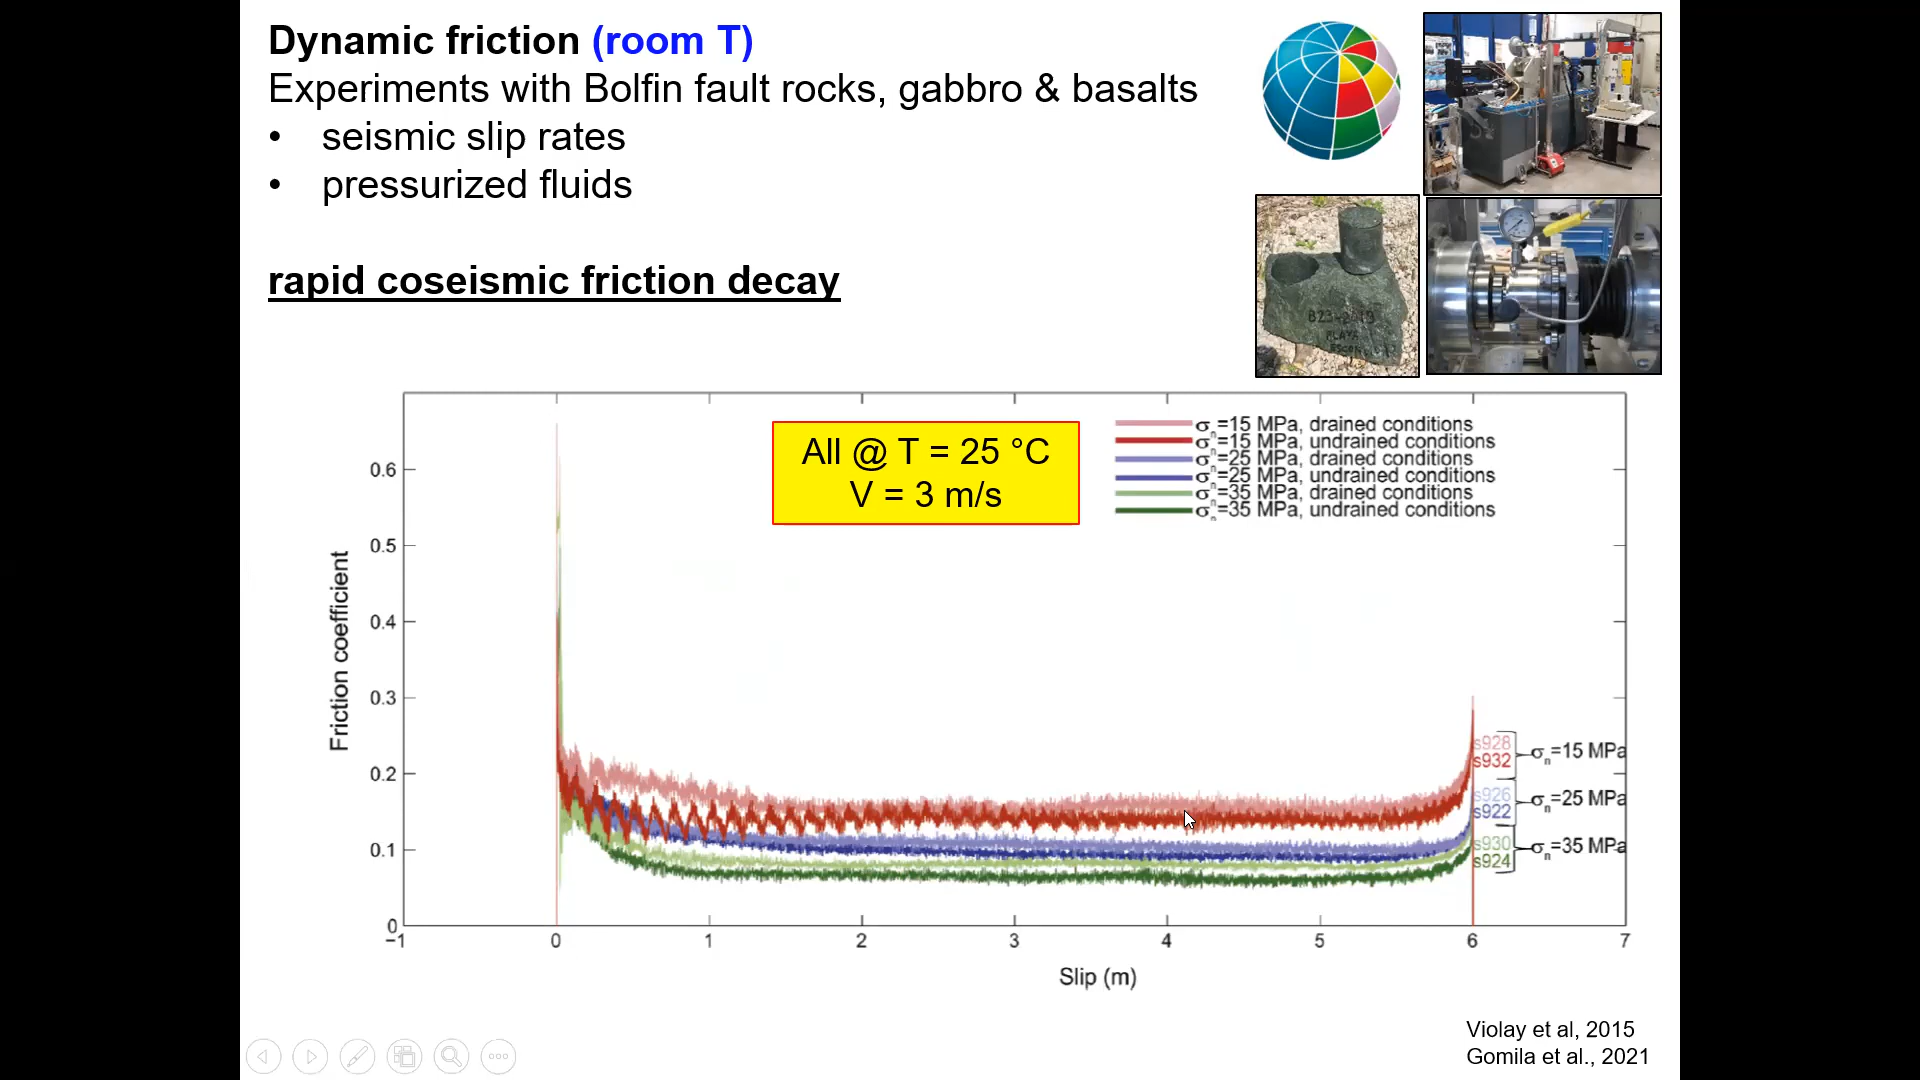 Dynamic friction (room T)
Experiments with Bolfin fault rocks, gabbro & basalts
• seismic slip rates
• pressurized fluids
rapid coseismic friction decay
B23-2019
PLAYA
All @ T = 25 °C
V = 3 m/s
σn=15 MPa, drained conditions
σn=15 MPa, undrained conditions
σn=25 MPa, drained conditions
σn=25 MPa, undrained conditions
σn=35 MPa, drained conditions
σn=35 MPa, undrained conditions
Friction coefficient
0.6
0.5
0.4
0.3
0.2
0.1
0
−1
0
1
2
3
4
5
6
7
Slip (m)
s928
s932
σn=15 MPa
s926
s922
σn=25 MPa
s930
s924
σn=35 MPa
Violay et al, 2015
Gomila et al., 2021